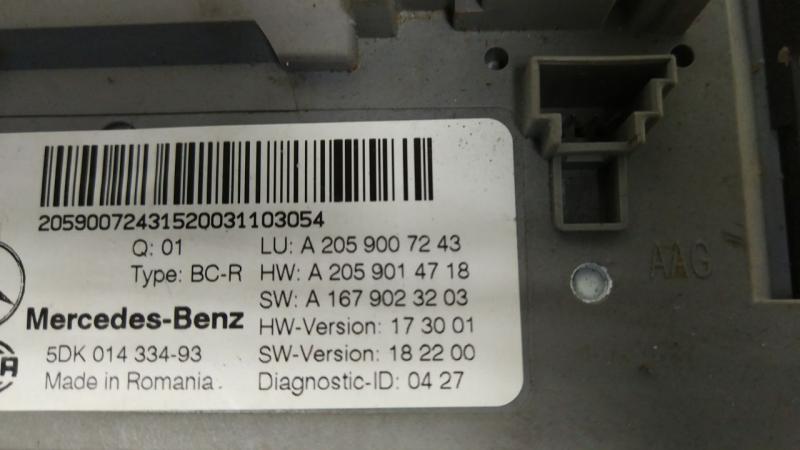 20590072431520031103054
Q: 01 LU: A 205 900 72 43
Type: BC-R HW: A 205 901 47 18
SW: A 167 902 32 03
Mercedes-Benz HW-Version: 17 30 01
5DK 014 334-93 SW-Version: 18 22 00
Made in Romania Diagnostic-ID: 04 27
AAG